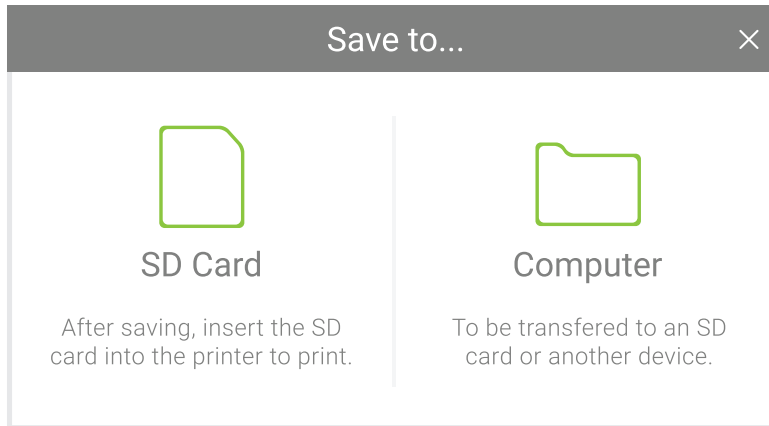 Save to...
SD Card
After saving, insert the SD
card into the printer to print.
Computer
To be transfered to an SD
card or another device.